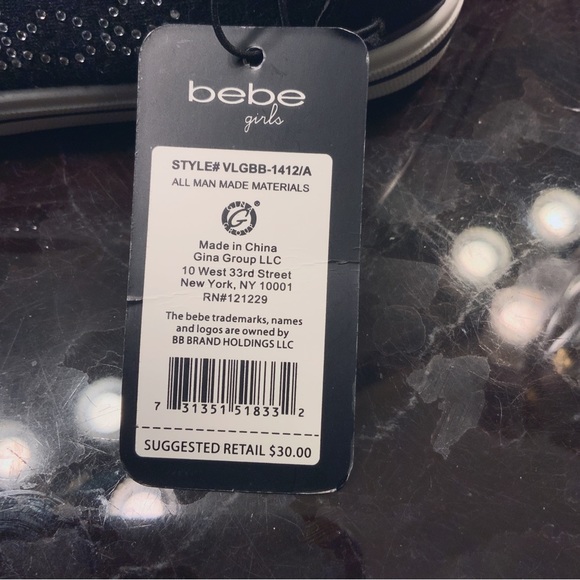 bebe
girls
STYLE# VLGBB-1412/A
ALL MAN MADE MATERIALS
GINA
G
GROUP
®
Made in China
Gina Group LLC
10 West 33rd Street
New York, NY 10001
RN#121229
The bebe trademarks, names
and logos are owned by
BB BRAND HOLDINGS LLC
7 31351 51833 2
SUGGESTED RETAIL $30.00